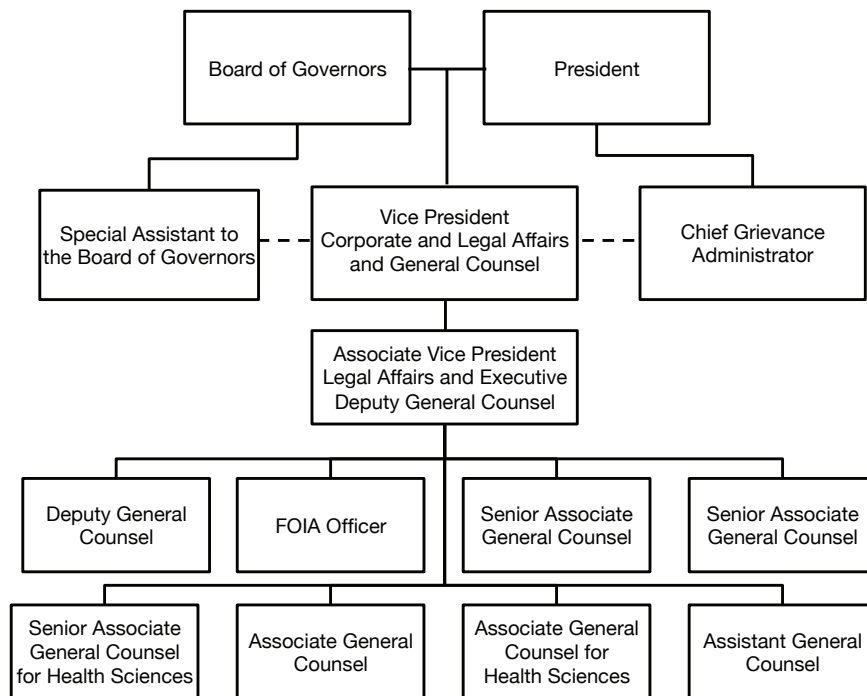 Board of Governors
President
Special Assistant to
the Board of Governors
Vice President
Corporate and Legal Affairs
and General Counsel
Chief Grievance
Administrator
Associate Vice President
Legal Affairs and Executive
Deputy General Counsel
Deputy General
Counsel
FOIA Officer
Senior Associate
General Counsel
Senior Associate
General Counsel
Senior Associate
General Counsel
for Health Sciences
Associate General
Counsel
Associate General
Counsel for
Health Sciences
Assistant General
Counsel